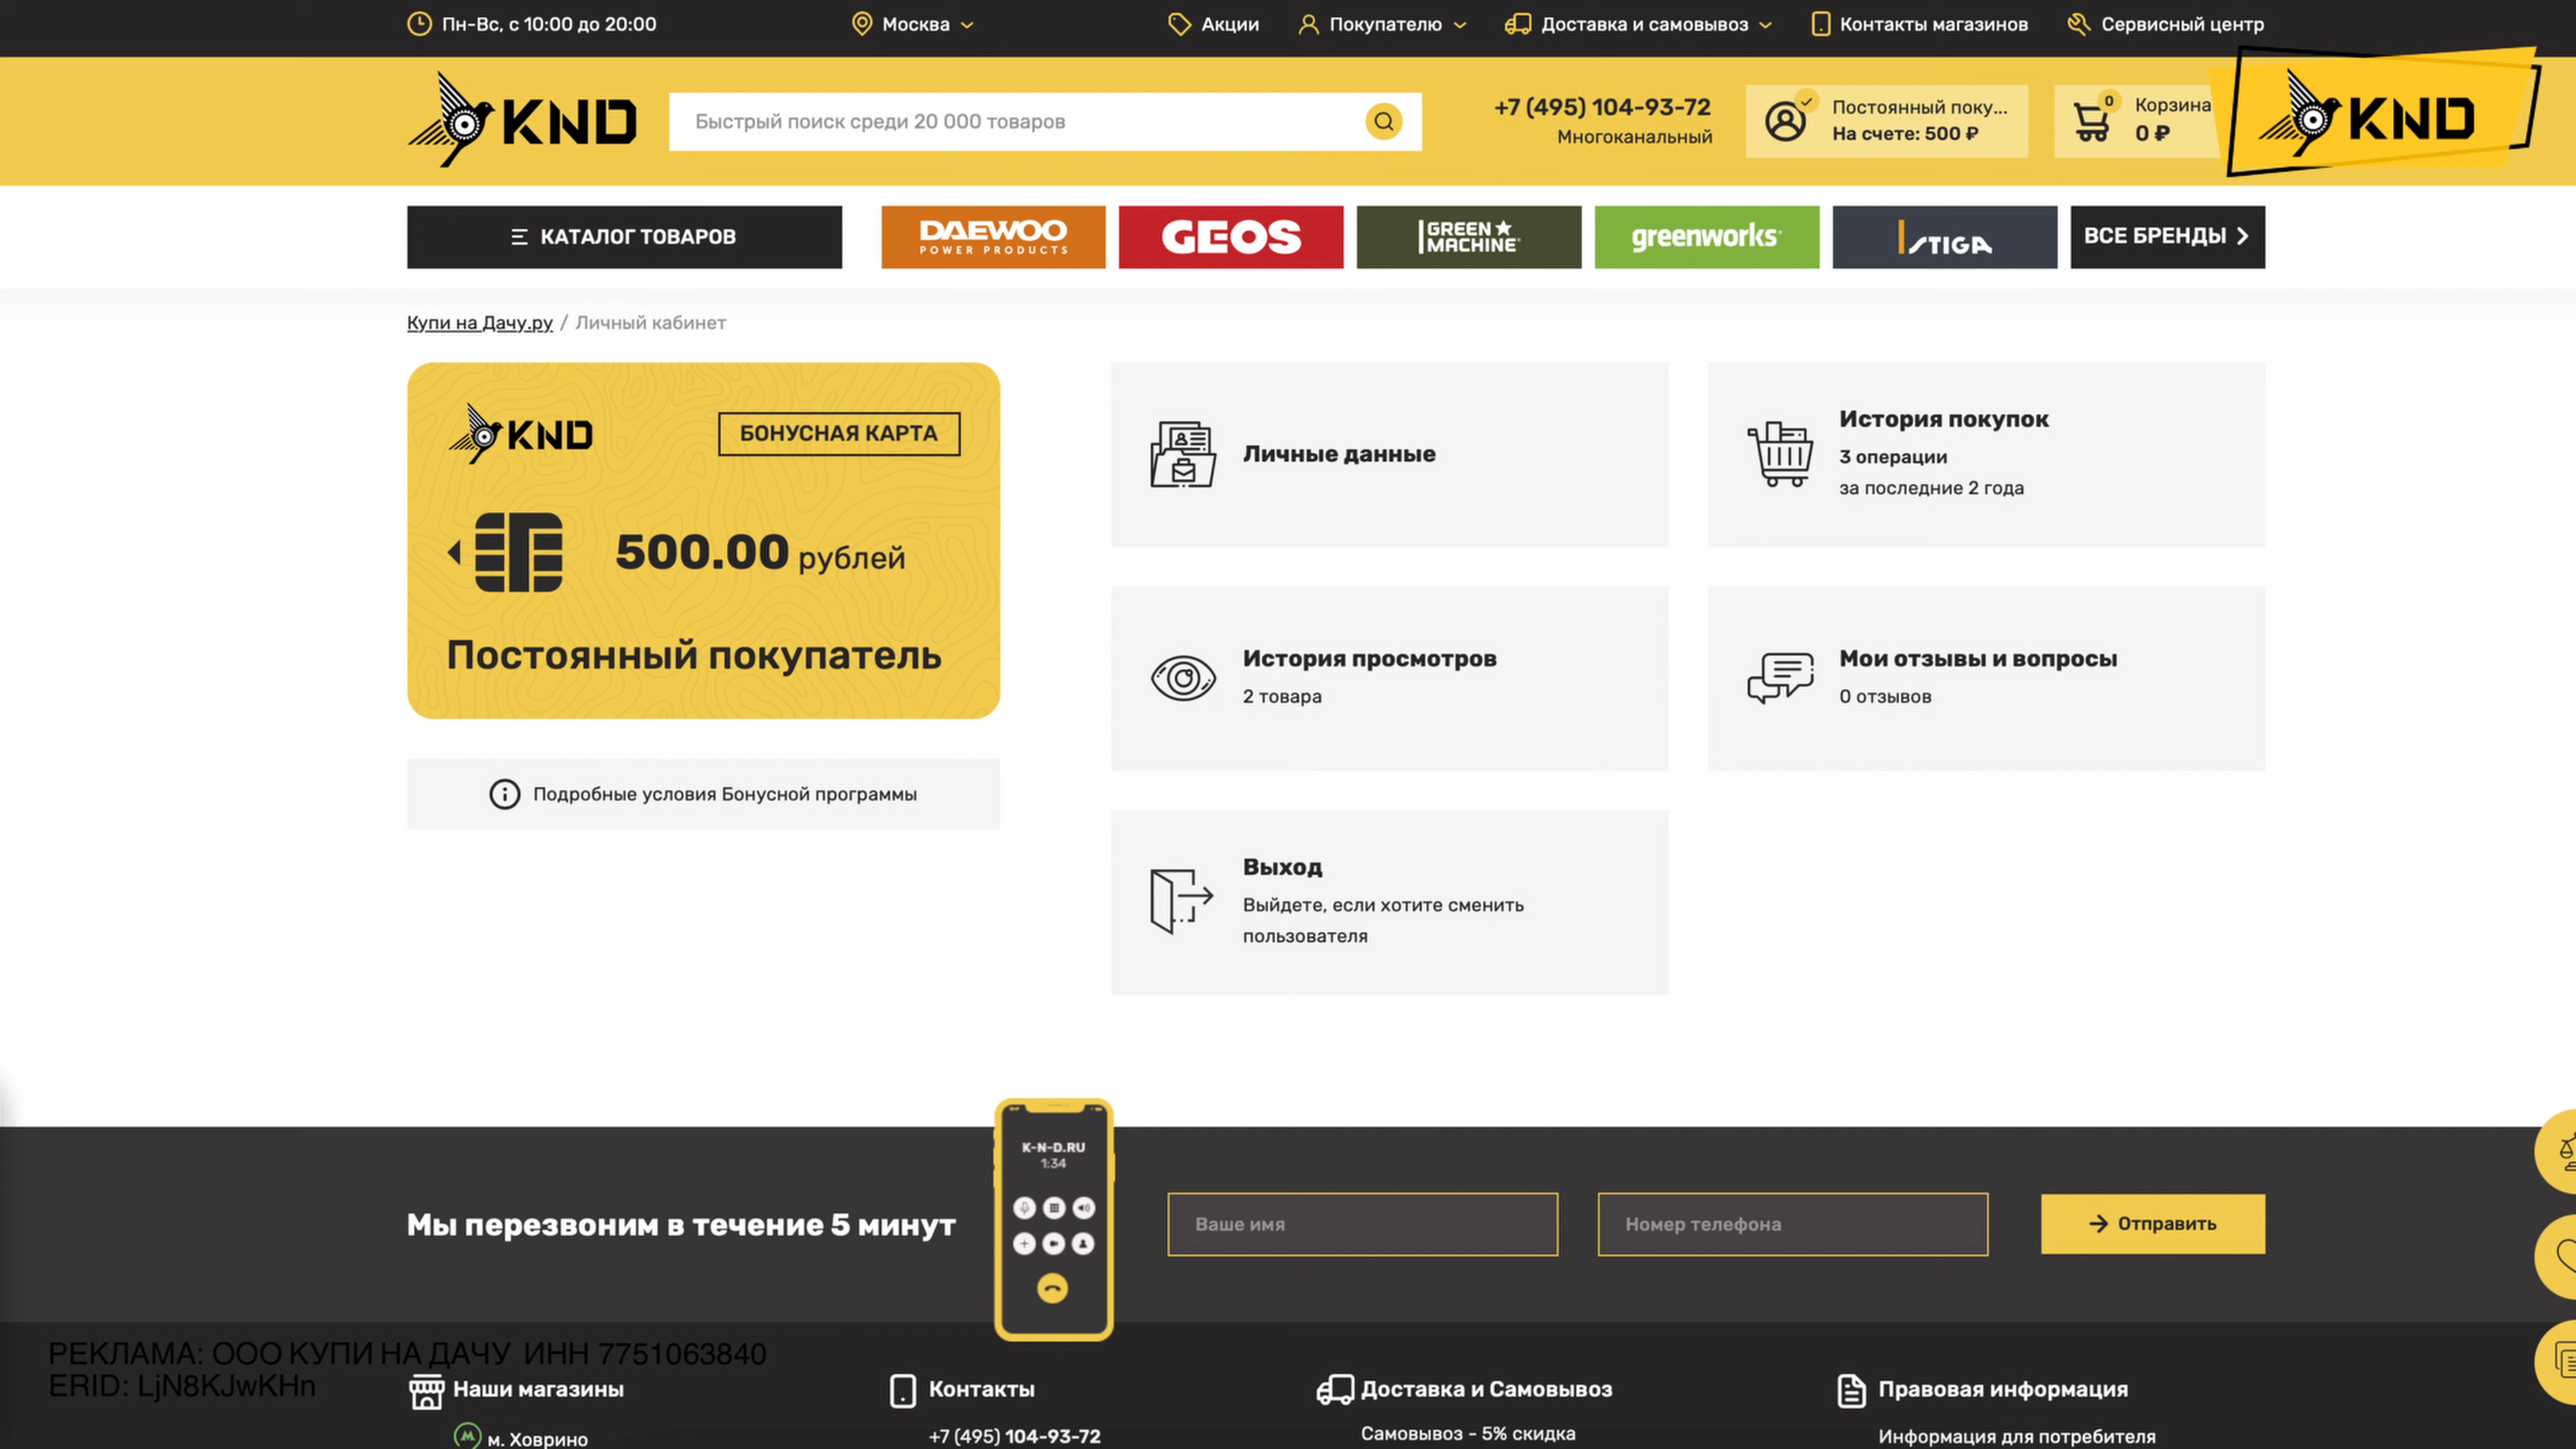 Пн-Вс, с 10:00 до 20:00
Москва
Акции
Покупателю
Доставка и самовывоз
Контакты магазинов
Сервисный центр
KND
Быстрый поиск среди 20 000 товаров
+7 (495) 104-93-72
Многоканальный
Постоянный поку...
На счете: 500 ₽
0
Корзина
0 ₽
KND
КАТАЛОГ ТОВАРОВ
DAEWOO
POWER PRODUCTS
GEOS
GREEN
MACHINE
greenworks
STIGA
ВСЕ БРЕНДЫ
Купи на Дачу.ру / Личный кабинет
KND
БОНУСНАЯ КАРТА
500.00 рублей
Постоянный покупатель
Подробные условия Бонусной программы
Личные данные
История покупок
3 операции
за последние 2 года
История просмотров
2 товара
Мои отзывы и вопросы
0 отзывов
Выход
Выйдете, если хотите сменить
пользователя
Мы перезвоним в течение 5 минут
K-N-D.RU
1:34
Ваше имя
Номер телефона
Отправить
РЕКЛАМА: ООО КУПИ НА ДАЧУ ИНН 7751063840
ERID: LjN8KJwKHn
Наши магазины
м. Ховрино
Контакты
+7 (495) 104-93-72
Доставка и Самовывоз
Самовывоз - 5% скидка
Правовая информация
Информация для потребителя